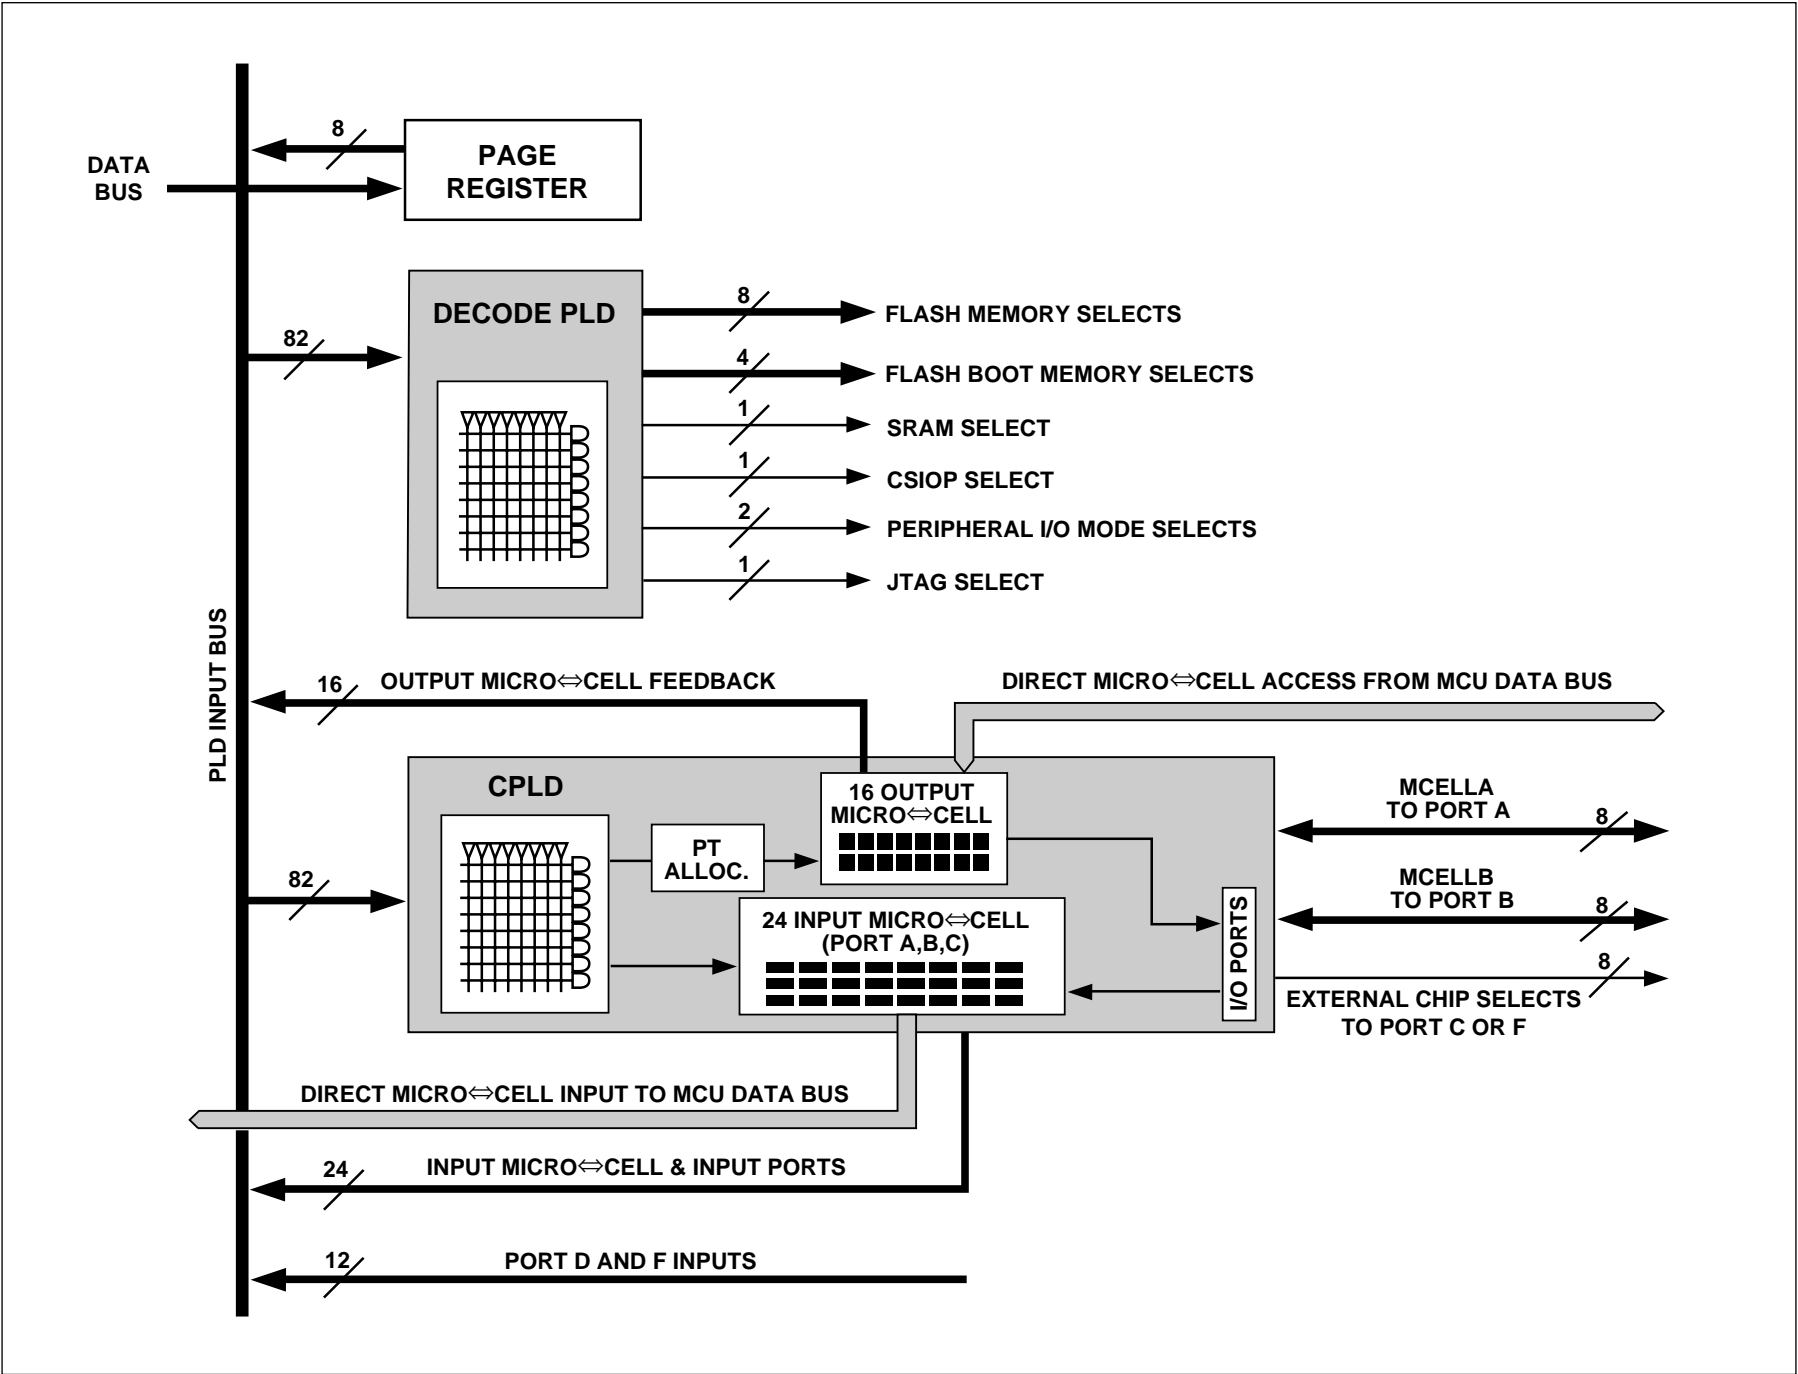 8
PAGE
REGISTER
DATA
BUS
DECODE PLD
82
8
FLASH MEMORY SELECTS
4
FLASH BOOT MEMORY SELECTS
1
SRAM SELECT
1
CSIOP SELECT
2
PERIPHERAL I/O MODE SELECTS
1
JTAG SELECT
PLD INPUT BUS
16
OUTPUT MICRO⇔CELL FEEDBACK
DIRECT MICRO⇔CELL ACCESS FROM MCU DATA BUS
CPLD
82
PT
ALLOC.
16 OUTPUT
MICRO⇔CELL
24 INPUT MICRO⇔CELL
(PORT A,B,C)
I/O PORTS
MCELLA
TO PORT A
8
MCELLB
TO PORT B
8
8
EXTERNAL CHIP SELECTS
TO PORT C OR F
DIRECT MICRO⇔CELL INPUT TO MCU DATA BUS
24
INPUT MICRO⇔CELL & INPUT PORTS
12
PORT D AND F INPUTS